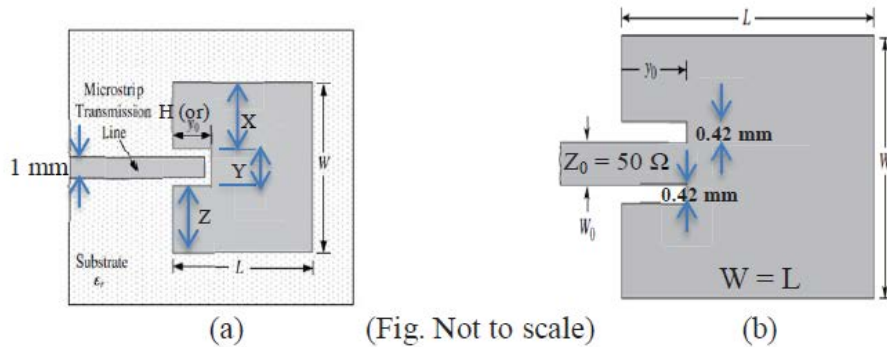 Microstrip
Transmission
Line
H (or)
y₀
X
Y
Z
W
L
1 mm
Substrate
εᵣ
(a)
(Fig. Not to scale)
L
y₀
0.42 mm
Z₀ = 50 Ω
0.42 mm
W₀
W
W = L
(b)